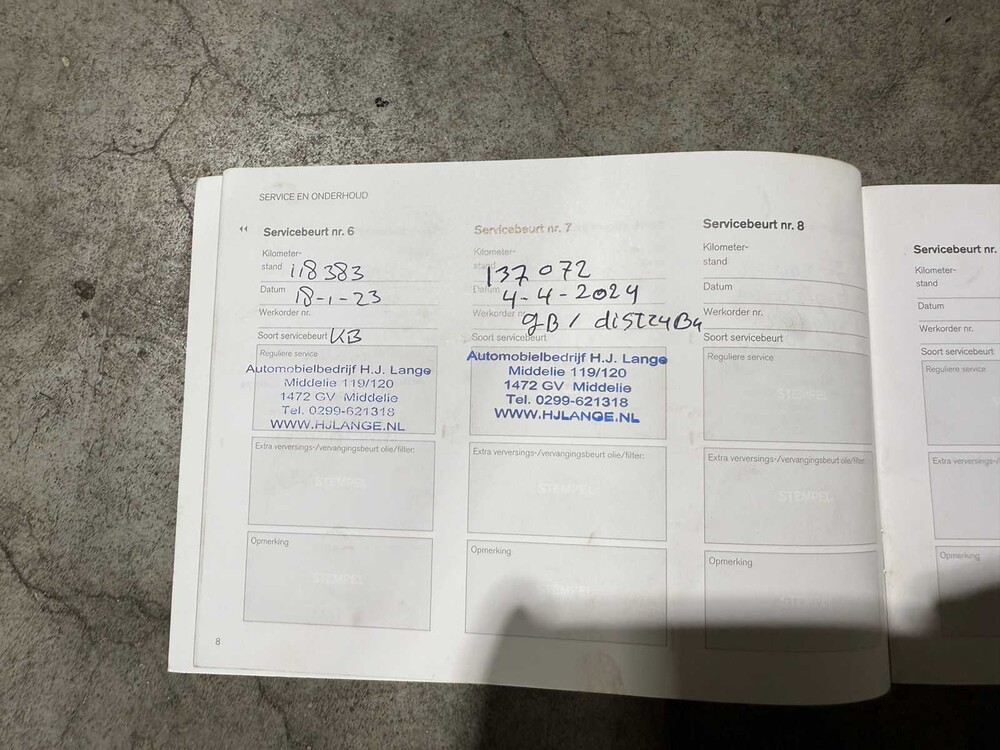 SERVICE EN ONDERHOUD
Servicebeurt nr. 6
Kilometer-
stand 118383
Datum 18-1-23
Werkorder nr.
Soort servicebeurt KB
Reguliere service
Automobielbedrijf H.J. Lange
Middelie 119/120
1472 GV Middelie
Tel. 0299-621318
WWW.HJLANGE.NL
Extra verversings-/vervangingsbeurt olie/filter:
STEMPEL
Opmerking
STEMPEL
8
Servicebeurt nr. 7
Kilometer-
stand 137 072
Datum 4-4-2024
Werkorder nr.
gB /
Soort servicebeurt
Automobielbedrijf H.J. Lange
Middelie 119/120
1472 GV Middelie
Tel. 0299-621318
WWW.HJLANGE.NL
Extra verversings-/vervangingsbeurt olie/filter:
STEMPEL
Opmerking
STEMPEL
Servicebeurt nr. 8
Kilometer-
stand
Datum
Werkorder nr.
Soort servicebeurt
Reguliere service
STEMPEL
Extra verversings-/vervangingsbeurt olie/filter:
STEMPEL
Opmerking
STEMPEL
Servicebeurt nr.
Kilometer-
stand
Datum
Werkorder nr.
Soort servicebeurt
Reguliere service
Extra verversings-/v
Opmerking